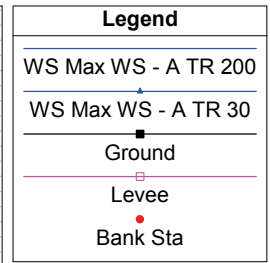 Legend
WS Max WS - A TR 200
WS Max WS - A TR 30
Ground
Levee
Bank Sta